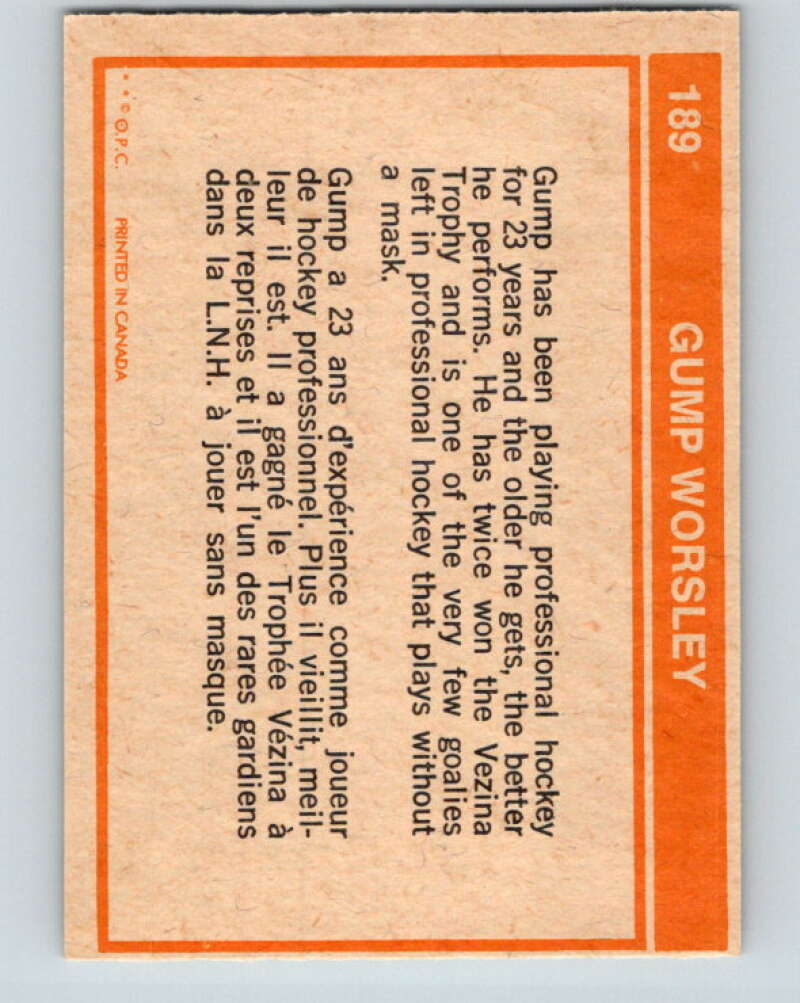 189 GUMP WORSLEY
Gump has been playing professional hockey
for 23 years and the older he gets, the better
he performs. He has twice won the Vezina
Trophy and is one of the very few goalies
left in professional hockey that plays without
a mask.
Gump a 23 ans d'expérience comme joueur
de hockey professionnel. Plus il vieillit, meil-
leur il est. Il a gagné le Trophée Vézina à
deux reprises et il est l'un des rares gardiens
dans la L.N.H. à jouer sans masque.
* * © O.P.C. PRINTED IN CANADA